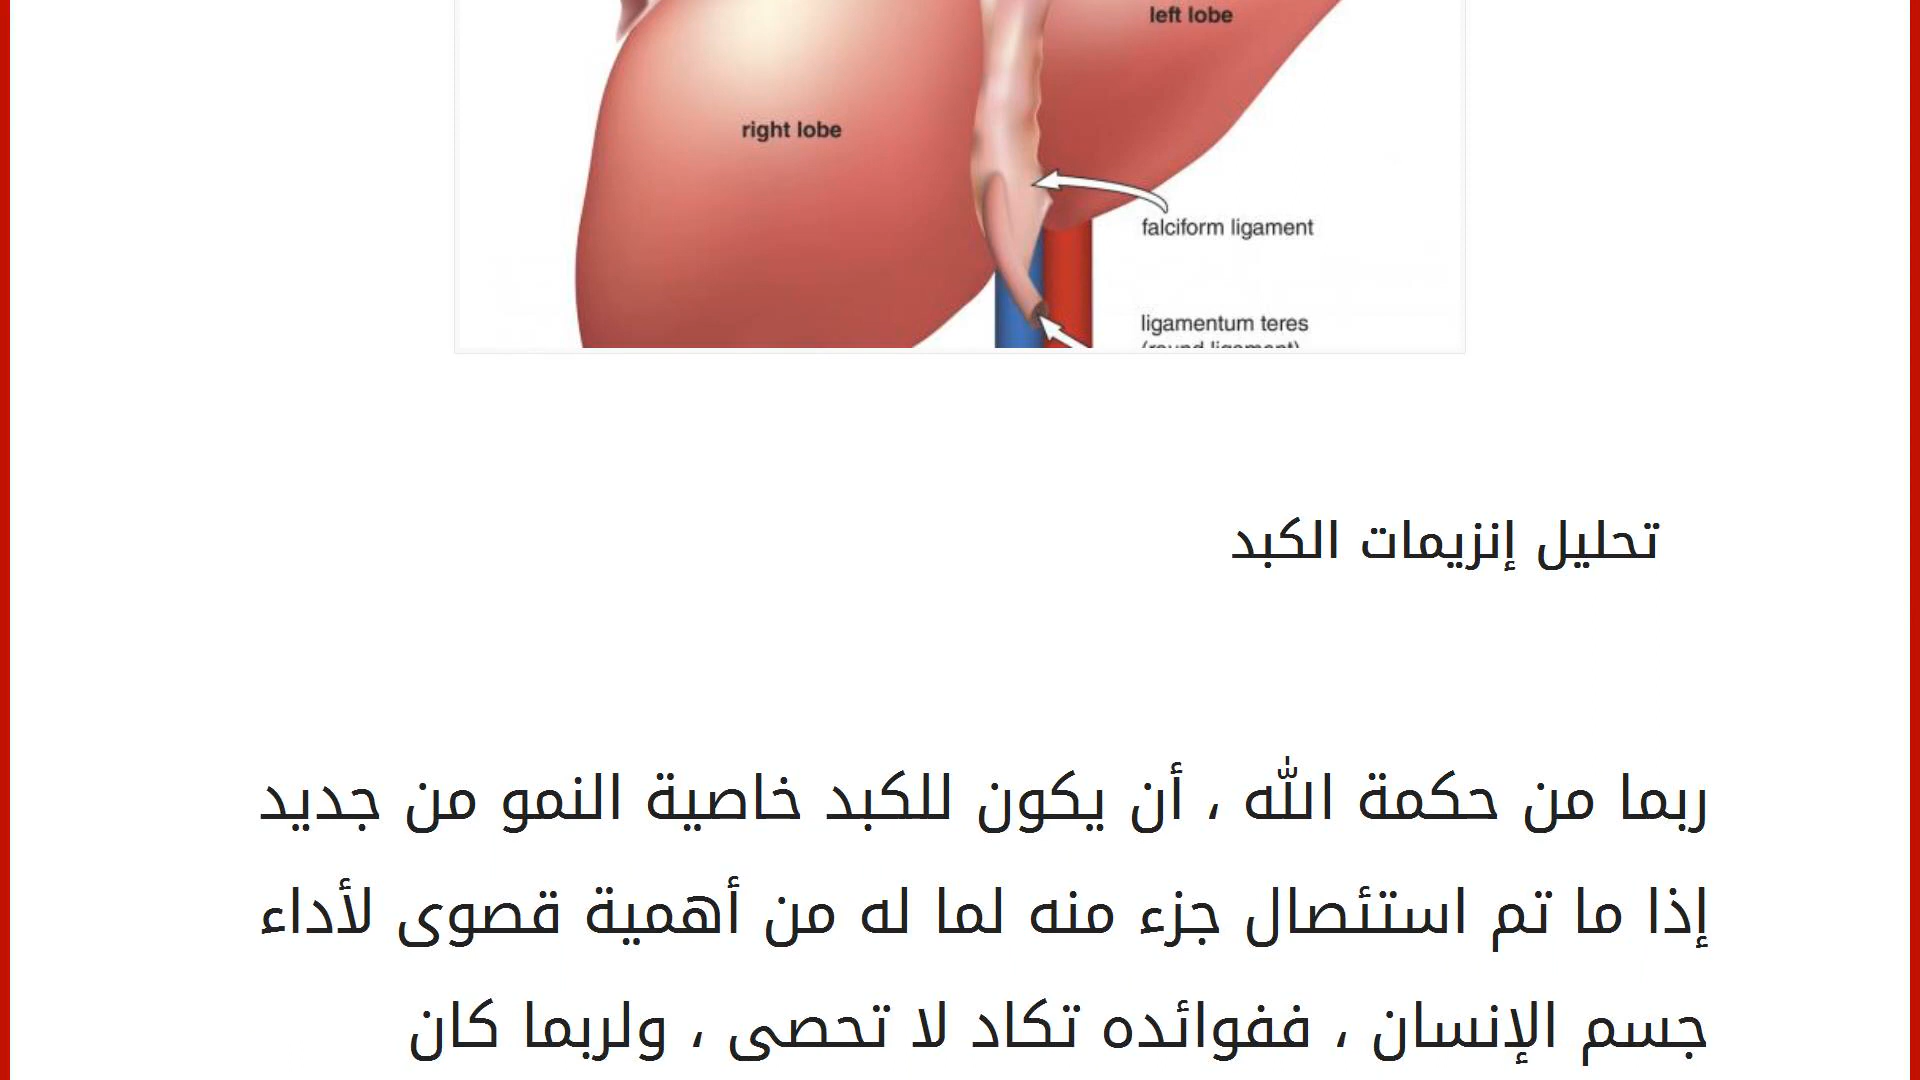 left lobe
right lobe
falciform ligament
ligamentum teres
(round ligament)
تحليل إنزيمات الكبد
ربما من حكمة الله ، أن يكون للكبد خاصية النمو من جديد
إذا ما تم استئصال جزء منه لما له من أهمية قصوى لأداء
جسم الإنسان ، ففوائده تكاد لا تحصى ، ولربما كان